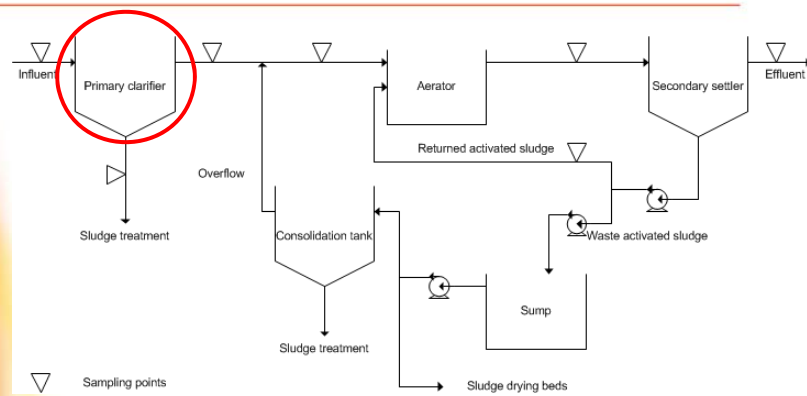 Influent
Primary clarifier
Aerator
Secondary settler
Effluent
Returned activated sludge
Overflow
Sludge treatment
Consolidation tank
Waste activated sludge
Sump
Sludge treatment
Sampling points
Sludge drying beds